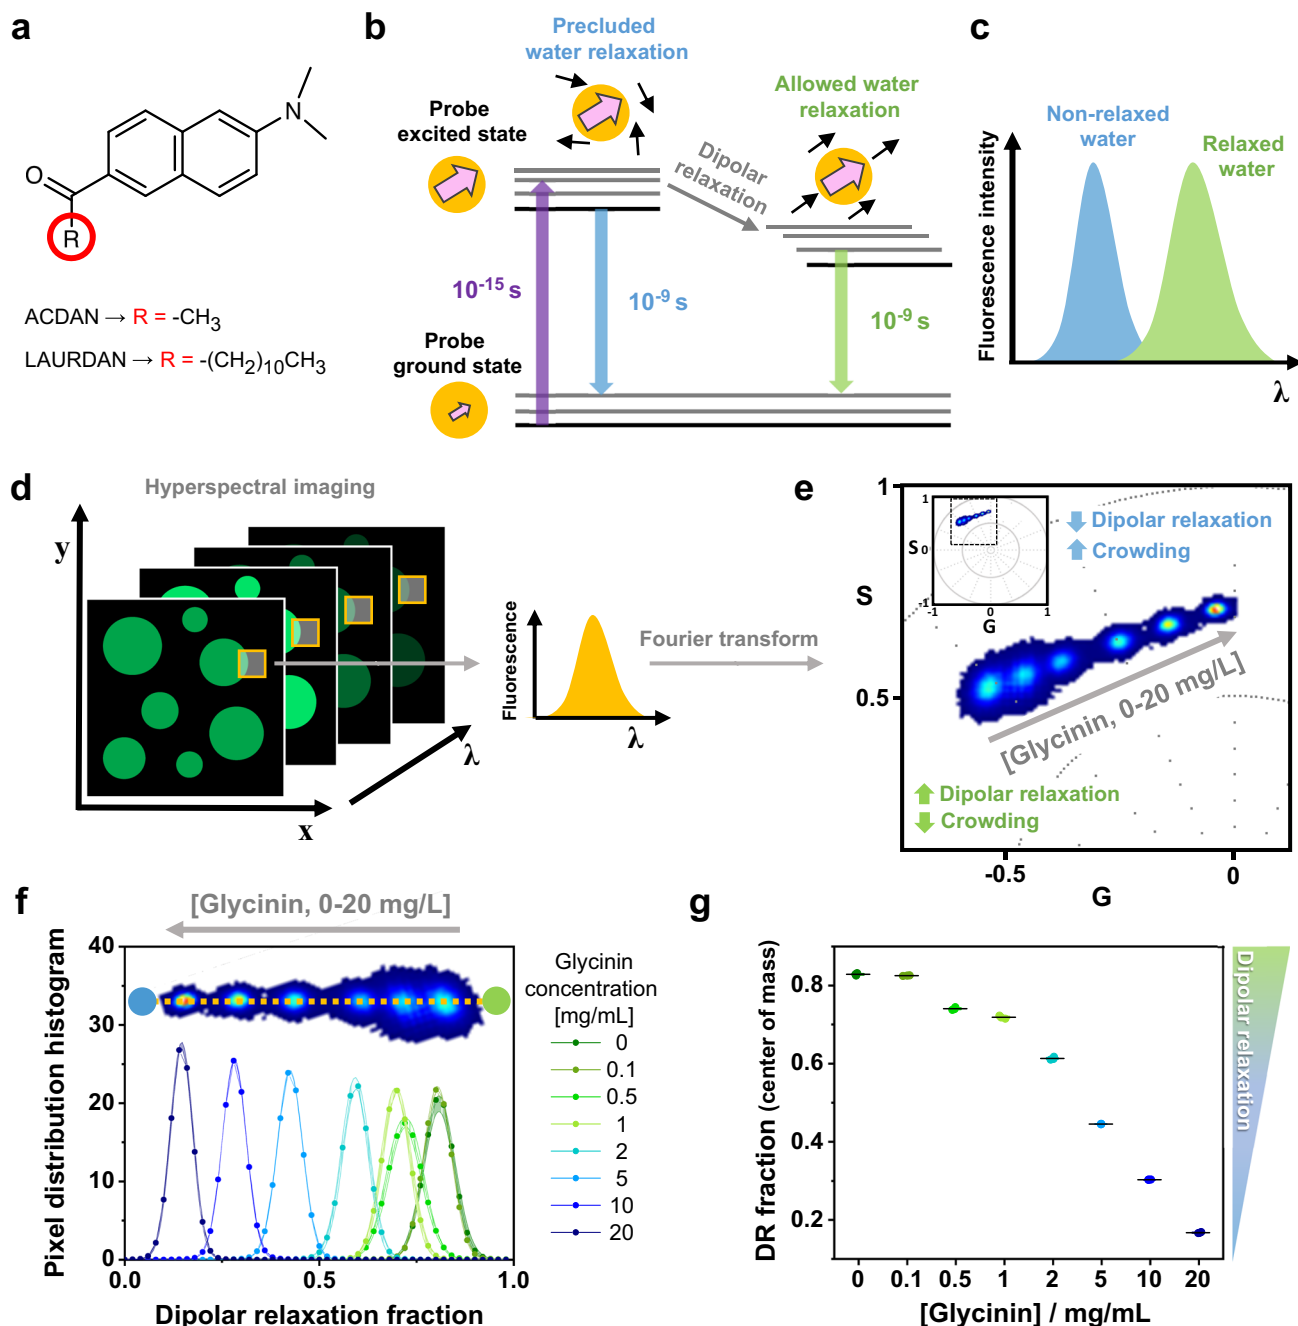 a
O
N
R
ACDAN → R = -CH3
LAURDAN → R = -(CH2)10CH3
b
Precluded
water relaxation
Probe
excited state
Allowed water
relaxation
Dipolar
relaxation
10-15 s
10-9 s
10-9 s
Probe
ground state
c
Non-relaxed
water
Relaxed
water
Fluorescence intensity
λ
d
Hyperspectral imaging
y
x
λ
Fluorescence
λ
Fourier transform
e
1
S
0.5
-0.5
0
G
1
S 0
-1
-1
0
1
G
Dipolar relaxation
Crowding
[Glycinin, 0-20 mg/L]
Dipolar relaxation
Crowding
f
[Glycinin, 0-20 mg/L]
Pixel distribution histogram
40
30
20
10
0
0.0
0.5
1.0
Dipolar relaxation fraction
Glycinin
concentration
[mg/mL]
0
0.1
0.5
1
2
5
10
20
g
DR fraction (center of mass)
0.8
0.6
0.4
0.2
0
0.1
0.5
1
2
5
10
20
[Glycinin] / mg/mL
Dipolar relaxation